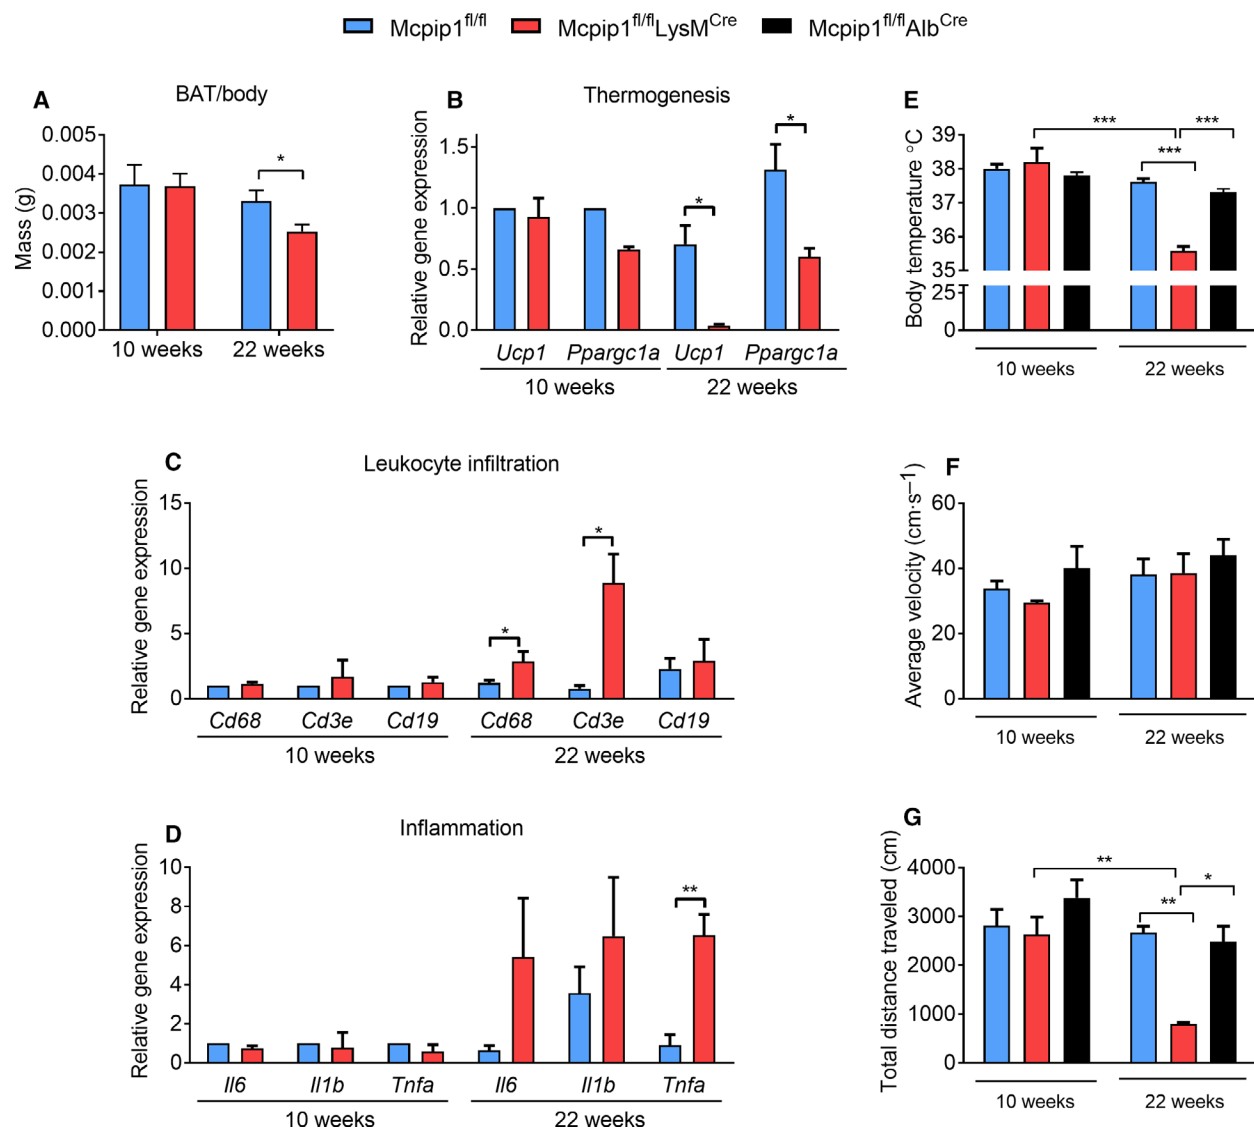 Mcpip1fl/fl Mcpip1fl/flLysMCre Mcpip1fl/flAlbCre
A BAT/body
Mass (g)
0.005
0.004
0.003
0.002
0.001
0.000
*
10 weeks 22 weeks
B Thermogenesis
Relative gene expression
1.5
1.0
0.5
0.0
* *
Ucp1 Ppargc1a Ucp1 Ppargc1a
10 weeks 22 weeks
E
Body temperature °C
39
38
37
36
35
25
0
*** ***
***
10 weeks 22 weeks
C Leukocyte infiltration
Relative gene expression
15
10
5
0
* *
Cd68 Cd3e Cd19 Cd68 Cd3e Cd19
10 weeks 22 weeks
F
Average velocity (cm·s−1)
60
40
20
0
10 weeks 22 weeks
D Inflammation
Relative gene expression
10
8
6
4
2
0
**
Il6 Il1b Tnfa Il6 Il1b Tnfa
10 weeks 22 weeks
G
Total distance traveled (cm)
4000
3000
2000
1000
0
** *
**
10 weeks 22 weeks